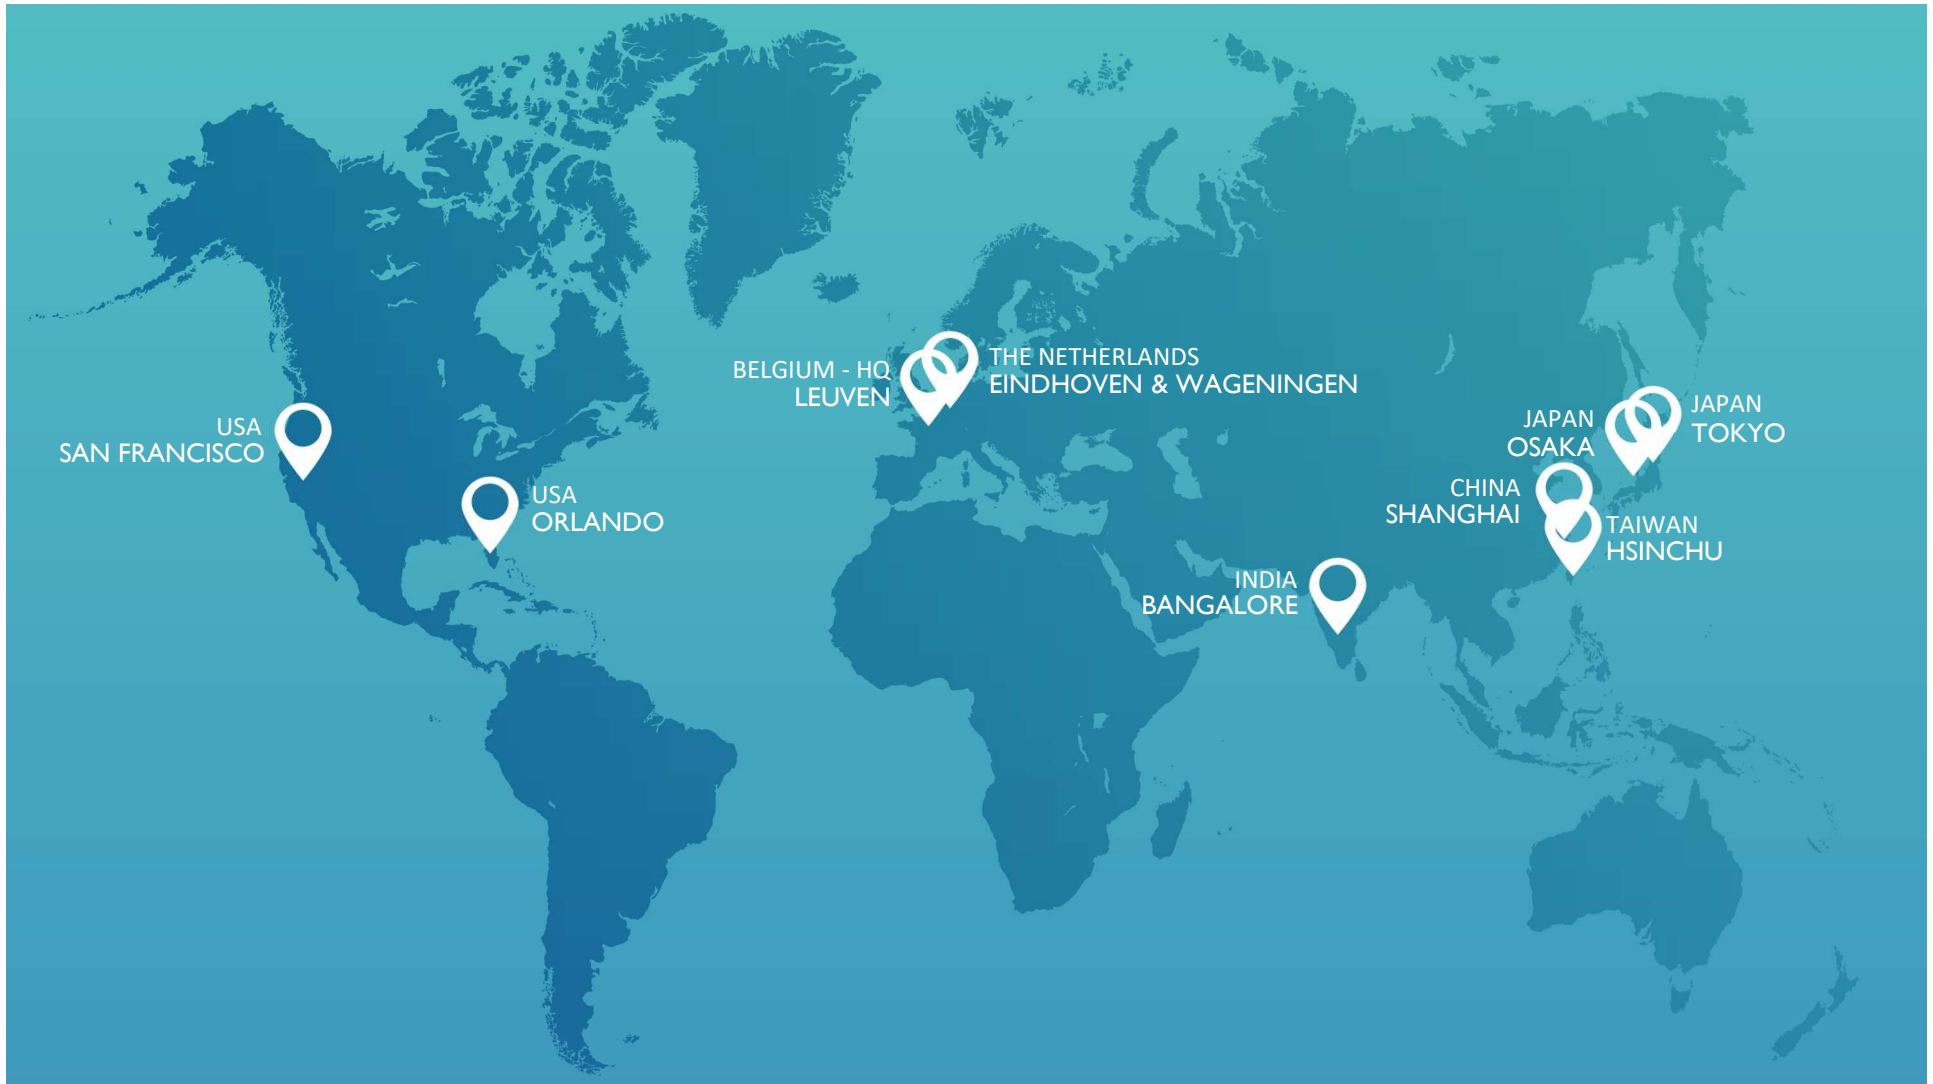 USA
SAN FRANCISCO
USA
ORLANDO
BELGIUM - HQ
LEUVEN
THE NETHERLANDS
EINDHOVEN & WAGENINGEN
JAPAN
OSAKA
JAPAN
TOKYO
CHINA
SHANGHAI
TAIWAN
HSINCHU
INDIA
BANGALORE